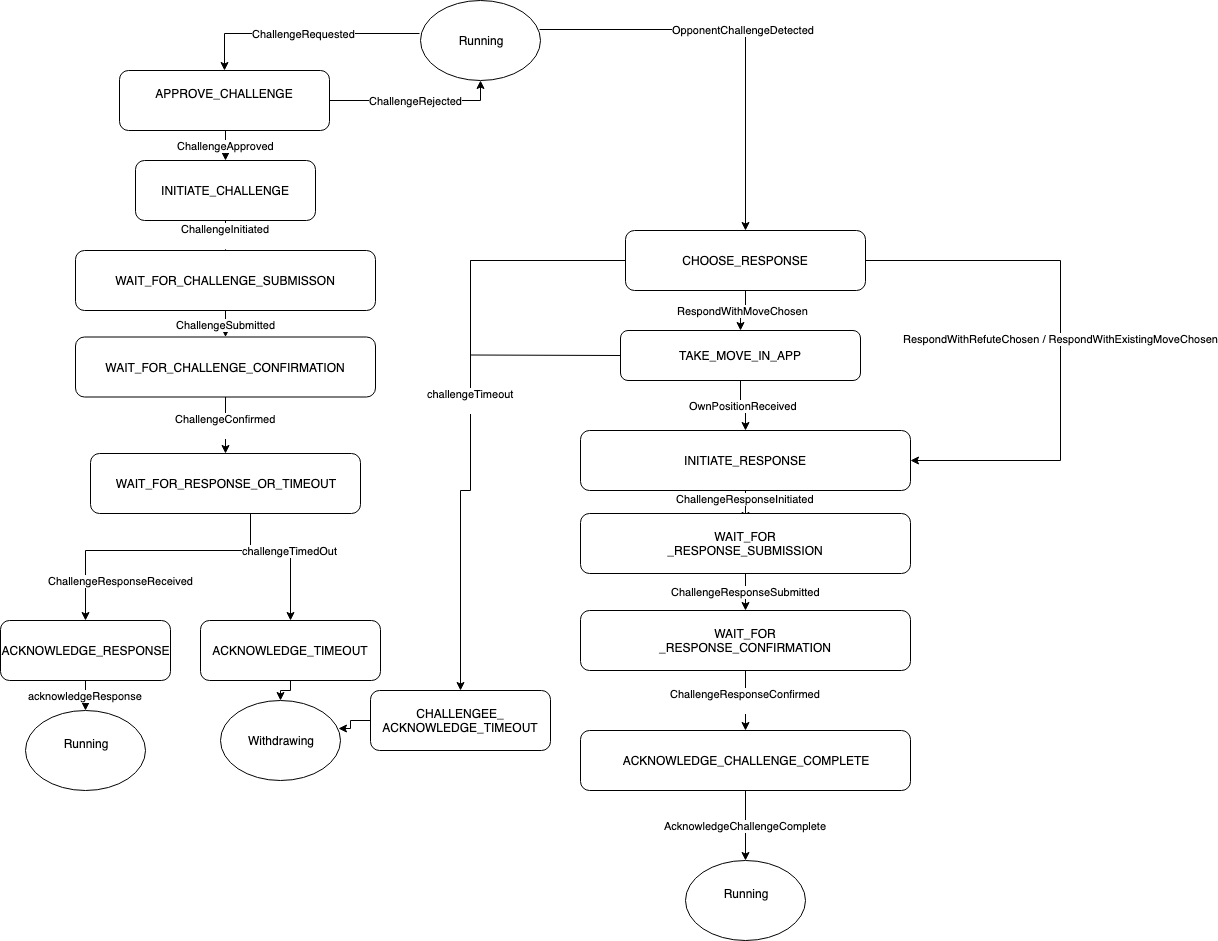 Running
ChallengeRequested
OpponentChallengeDetected
APPROVE_CHALLENGE
ChallengeRejected
ChallengeApproved
INITIATE_CHALLENGE
ChallengeInitiated
WAIT_FOR_CHALLENGE_SUBMISSON
ChallengeSubmitted
WAIT_FOR_CHALLENGE_CONFIRMATION
ChallengeConfirmed
WAIT_FOR_RESPONSE_OR_TIMEOUT
challengeTimedOut
ChallengeResponseReceived
ACKNOWLEDGE_RESPONSE
ACKNOWLEDGE_TIMEOUT
acknowledgeResponse
Running
Withdrawing
CHALLENGEE_
ACKNOWLEDGE_TIMEOUT
challengeTimeout
CHOOSE_RESPONSE
RespondWithMoveChosen
RespondWithRefuteChosen / RespondWithExistingMoveChosen
TAKE_MOVE_IN_APP
OwnPositionReceived
INITIATE_RESPONSE
ChallengeResponseInitiated
WAIT_FOR
_RESPONSE_SUBMISSION
ChallengeResponseSubmitted
WAIT_FOR
_RESPONSE_CONFIRMATION
ChallengeResponseConfirmed
ACKNOWLEDGE_CHALLENGE_COMPLETE
AcknowledgeChallengeComplete
Running